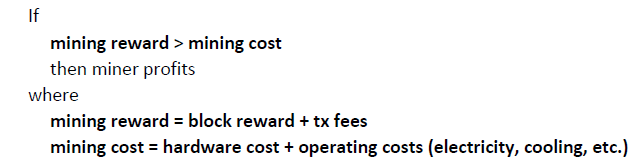 If
mining reward > mining cost
then miner profits
where
mining reward = block reward + tx fees
mining cost = hardware cost + operating costs (electricity, cooling, etc.)